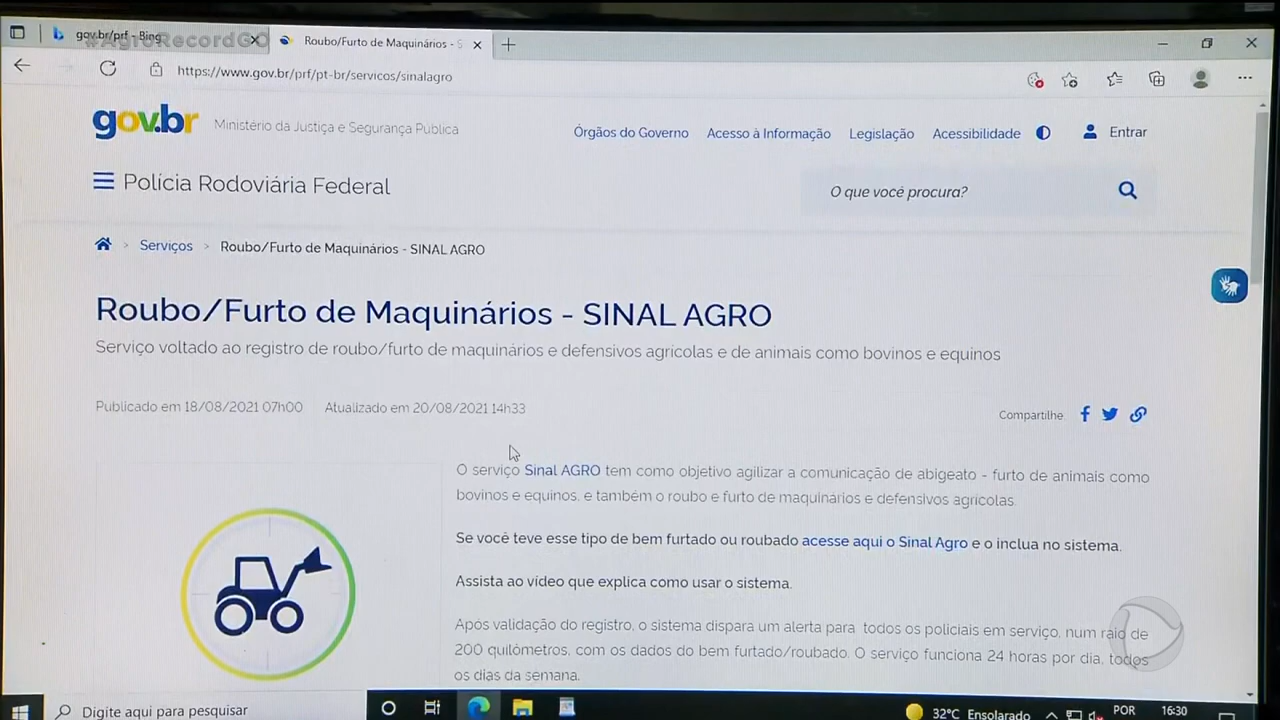 gov.br/prf - Bing
#AgroRecordGO
Roubo/Furto de Maquinários - S
https://www.gov.br/prf/pt-br/servicos/sinalagro
gov.br Ministério da Justiça e Segurança Pública
Órgãos do Governo Acesso à Informação Legislação Acessibilidade Entrar
Polícia Rodoviária Federal
O que você procura?
Serviços > Roubo/Furto de Maquinários - SINAL AGRO
Roubo/Furto de Maquinários - SINAL AGRO
Serviço voltado ao registro de roubo/furto de maquinários e defensivos agrícolas e de animais como bovinos e equinos
Publicado em 18/08/2021 07h00 Atualizado em 20/08/2021 14h33
Compartilhe
O serviço Sinal AGRO tem como objetivo agilizar a comunicação de abigeato - furto de animais como
bovinos e equinos, e também o roubo e furto de maquinarios e defensivos agrícolas.
Se você teve esse tipo de bem furtado ou roubado acesse aqui o Sinal Agro e o inclua no sistema.
Assista ao vídeo que explica como usar o sistema.
Após validação do registro, o sistema dispara um alerta para todos os policiais em serviço, num raio de
200 quilômetros, com os dados do bem furtado/roubado. O serviço funciona 24 horas por dia, todos
os dias da semana.
Digite aqui para pesquisar
32°C Ensolarado
POR
16:30